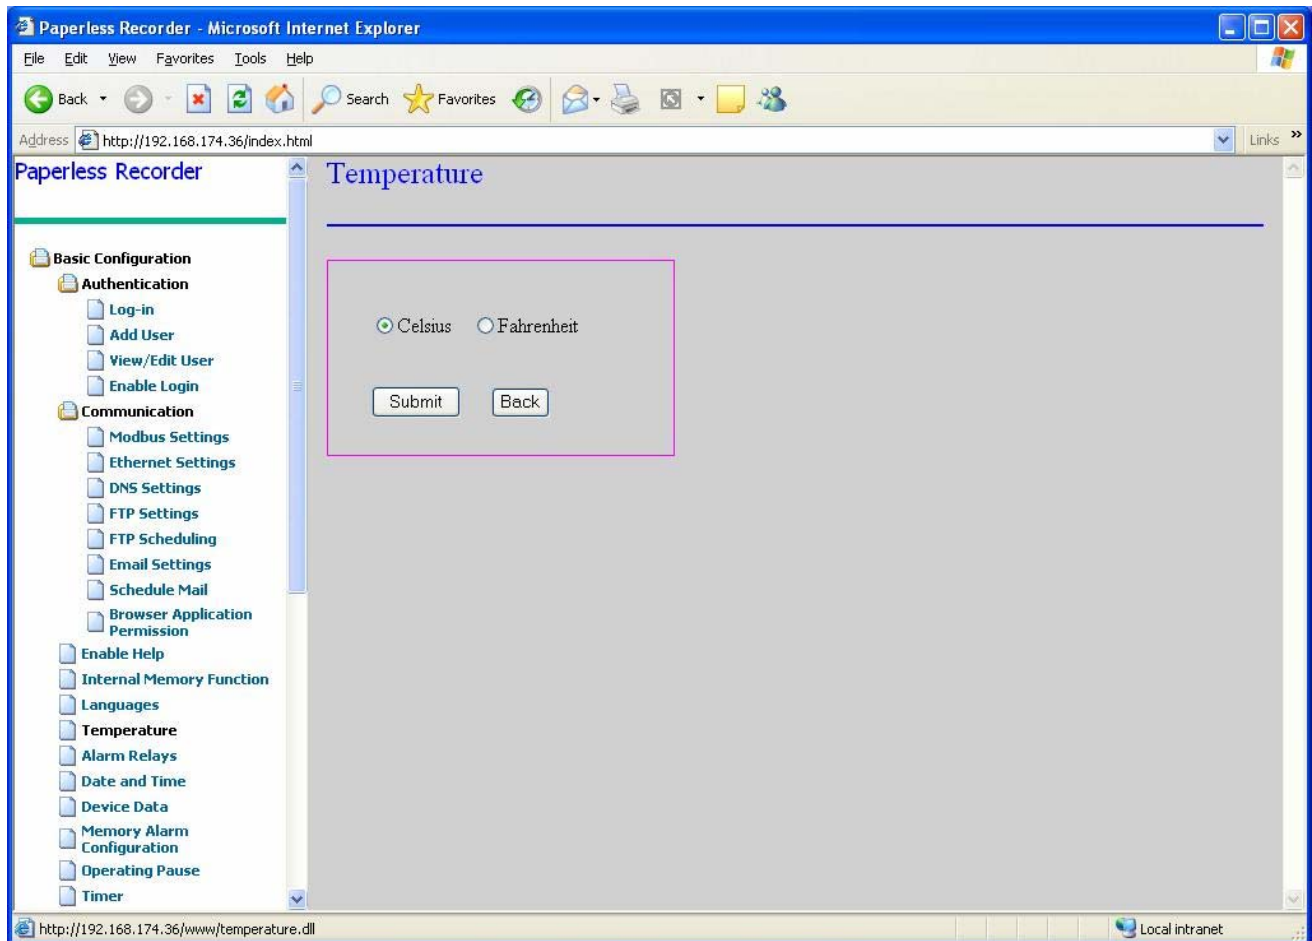 Paperless Recorder - Microsoft Internet Explorer
File Edit View Favorites Tools Help
Back Search Favorites
Address http://192.168.174.36/index.html Links »
Paperless Recorder
Basic Configuration
Authentication
Log-in
Add User
View/Edit User
Enable Login
Communication
Modbus Settings
Ethernet Settings
DNS Settings
FTP Settings
FTP Scheduling
Email Settings
Schedule Mail
Browser Application
Permission
Enable Help
Internal Memory Function
Languages
Temperature
Alarm Relays
Date and Time
Device Data
Memory Alarm
Configuration
Operating Pause
Timer
Temperature
Celsius Fahrenheit
Submit Back
http://192.168.174.36/www/temperature.dll Local intranet